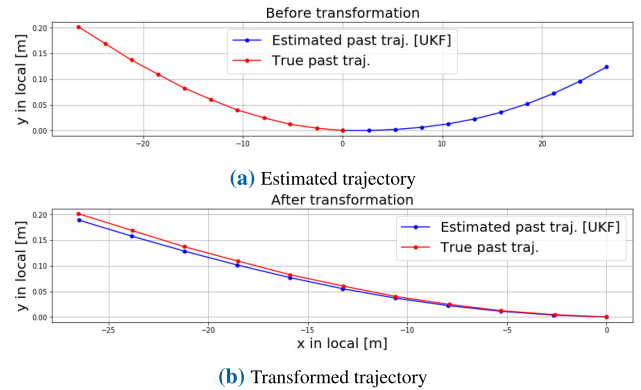 Before transformation
y in local [m]
0.20
0.15
0.10
0.05
0.00
Estimated past traj. [UKF]
True past traj.
−20 −10 0 10 20
(a) Estimated trajectory
After transformation
y in local [m]
0.20
0.15
0.10
0.05
0.00
Estimated past traj. [UKF]
True past traj.
−25 −20 −15 −10 −5 0
x in local [m]
(b) Transformed trajectory